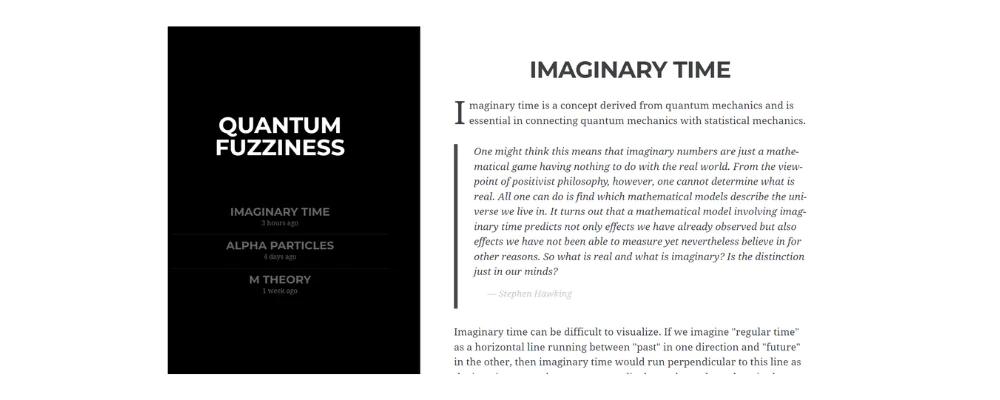 QUANTUM
FUZZINESS
IMAGINARY TIME
3 hours ago
ALPHA PARTICLES
4 days ago
M THEORY
1 week ago
IMAGINARY TIME
Imaginary time is a concept derived from quantum mechanics and is
essential in connecting quantum mechanics with statistical mechanics.
One might think this means that imaginary numbers are just a mathe-
matical game having nothing to do with the real world. From the view-
point of positivist philosophy, however, one cannot determine what is
real. All one can do is find which mathematical models describe the uni-
verse we live in. It turns out that a mathematical model involving imag-
inary time predicts not only effects we have already observed but also
effects we have not been able to measure yet nevertheless believe in for
other reasons. So what is real and what is imaginary? Is the distinction
just in our minds?
— Stephen Hawking
Imaginary time can be difficult to visualize. If we imagine "regular time"
as a horizontal line running between "past" in one direction and "future"
in the other, then imaginary time would run perpendicular to this line as